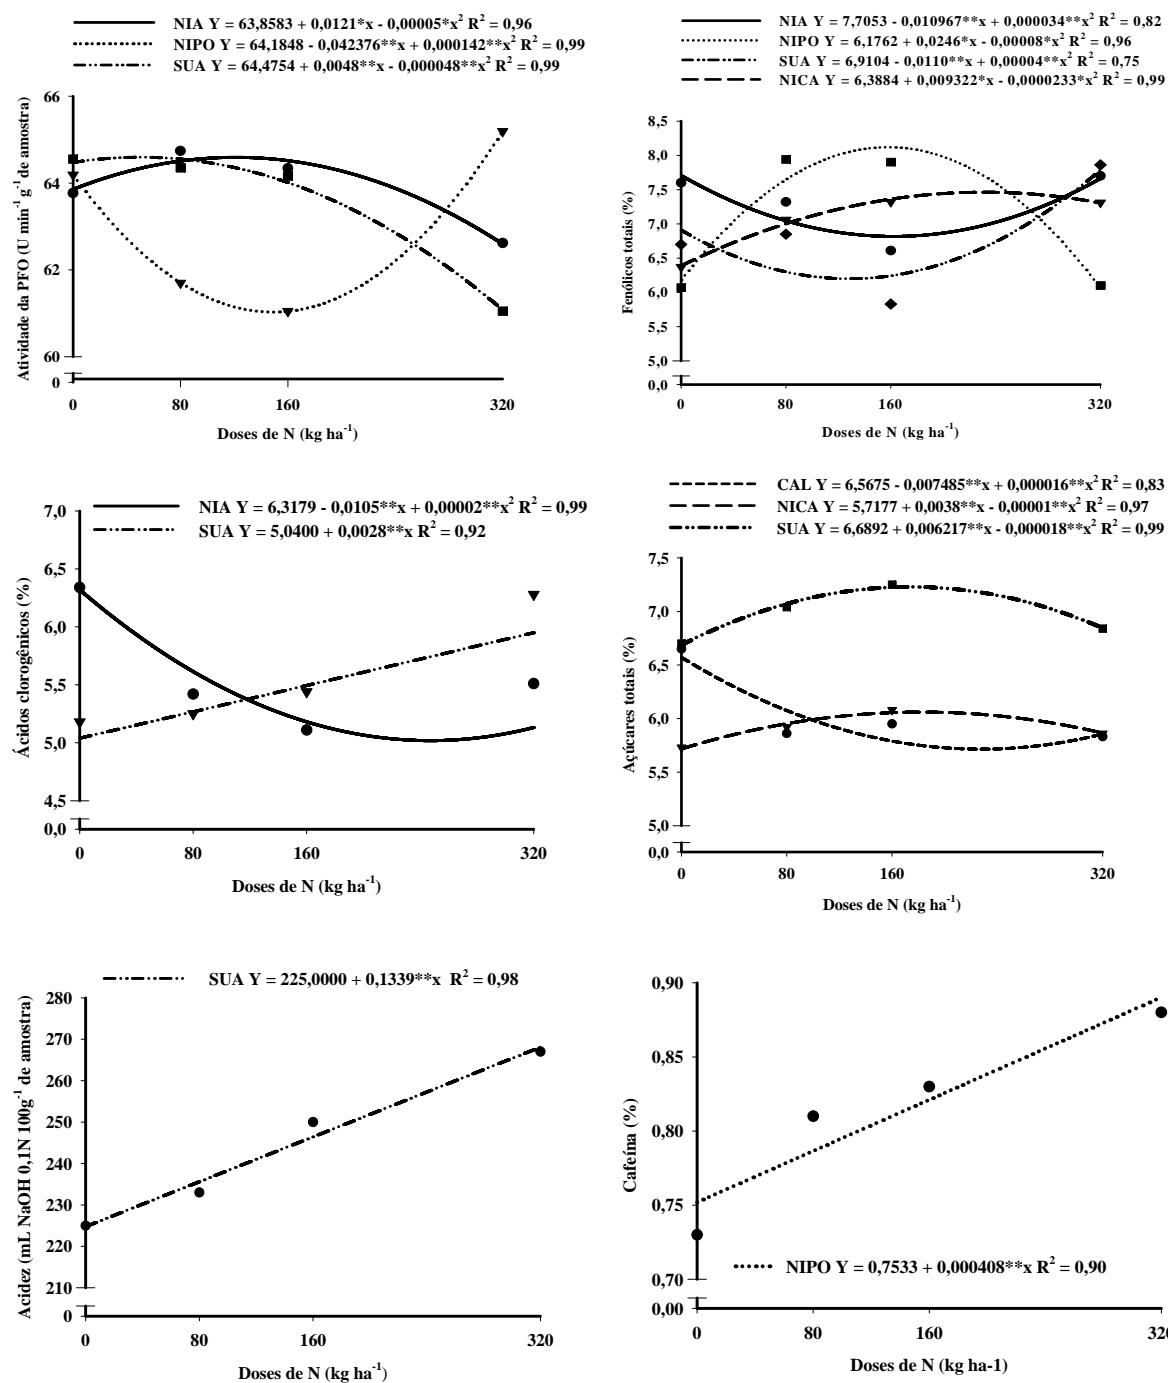 NIA Y = 63,8583 + 0,0121*x - 0,00005*x² R² = 0,96
NIPO Y = 64,1848 - 0,042376**x + 0,000142**x² R² = 0,99
SUA Y = 64,4754 + 0,0048**x - 0,000048**x² R² = 0,99
Atividade da PFO (U min⁻¹ g⁻¹ de amostra)
66
64
62
60
0
0 80 160 320
Doses de N (kg ha⁻¹)
NIA Y = 7,7053 - 0,010967**x + 0,000034**x² R² = 0,82
NIPO Y = 6,1762 + 0,0246*x - 0,00008*x² R² = 0,96
SUA Y = 6,9104 - 0,0110**x + 0,00004**x² R² = 0,75
NICA Y = 6,3884 + 0,009322*x - 0,0000233*x² R² = 0,99
Fenólicos totais (%)
8,5
8,0
7,5
7,0
6,5
6,0
5,5
5,0
0,0
0 80 160 320
Doses de N (kg ha⁻¹)
NIA Y = 6,3179 - 0,0105**x + 0,00002**x² R² = 0,99
SUA Y = 5,0400 + 0,0028**x R² = 0,92
Ácidos clorogênicos (%)
7,0
6,5
6,0
5,5
5,0
4,5
0,0
0 80 160 320
Doses de N (kg ha⁻¹)
CAL Y = 6,5675 - 0,007485**x + 0,000016**x² R² = 0,83
NICA Y = 5,7177 + 0,0038**x - 0,00001**x² R² = 0,97
SUA Y = 6,6892 + 0,006217**x - 0,000018**x² R² = 0,99
Açúcares totais (%)
7,5
7,0
6,5
6,0
5,5
5,0
0,0
0 80 160 320
Doses de N (kg ha⁻¹)
SUA Y = 225,0000 + 0,1339**x R² = 0,98
Acidez (mL NaOH 0,1N 100g⁻¹ de amostra)
280
270
260
250
240
230
220
210
0
0 80 160 320
Doses de N (kg ha⁻¹)
Cafeína (%)
0,90
0,85
0,80
0,75
0,70
0,00
NIPO Y = 0,7533 + 0,000408**x R² = 0,90
0 80 160 320
Doses de N (kg ha-1)